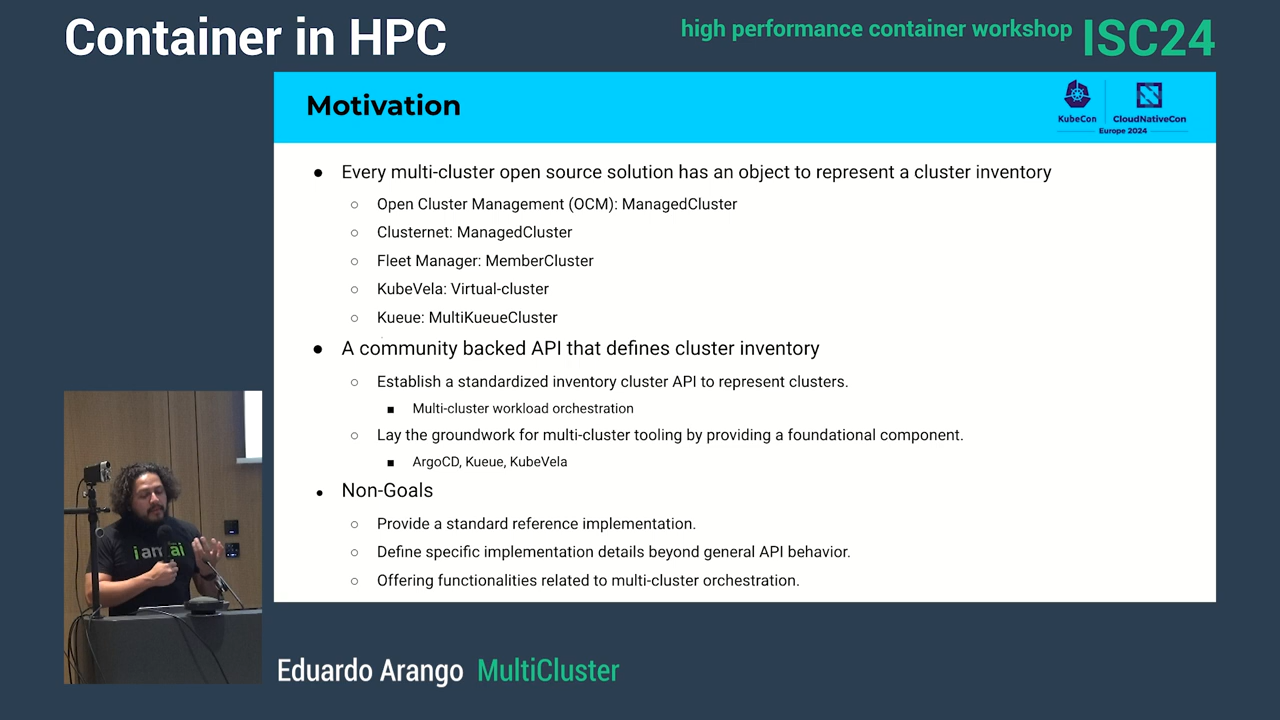 Container in HPC
high performance container workshop ISC24
Motivation
KubeCon CloudNativeCon
Europe 2024
● Every multi-cluster open source solution has an object to represent a cluster inventory
○ Open Cluster Management (OCM): ManagedCluster
○ Clusternet: ManagedCluster
○ Fleet Manager: MemberCluster
○ KubeVela: Virtual-cluster
○ Kueue: MultiKueueCluster
● A community backed API that defines cluster inventory
○ Establish a standardized inventory cluster API to represent clusters.
■ Multi-cluster workload orchestration
○ Lay the groundwork for multi-cluster tooling by providing a foundational component.
■ ArgoCD, Kueue, KubeVela
● Non-Goals
○ Provide a standard reference implementation.
○ Define specific implementation details beyond general API behavior.
○ Offering functionalities related to multi-cluster orchestration.
i am ai
Eduardo Arango MultiCluster